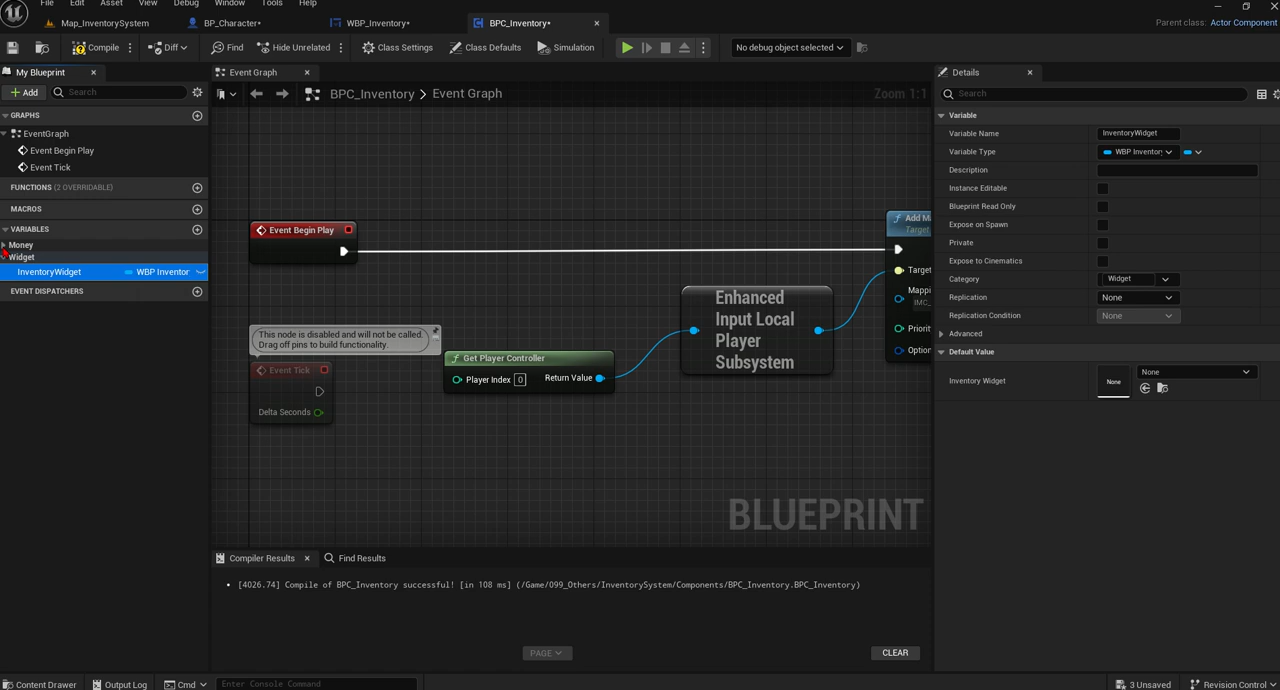 File Edit Asset View Debug Window Tools Help
Map_InventorySystem BP_Character* WBP_Inventory* BPC_Inventory*
Parent class: Actor Component
Compile Diff Find Hide Unrelated Class Settings Class Defaults Simulation No debug object selected
My Blueprint
Add Search
GRAPHS
EventGraph
Event Begin Play
Event Tick
FUNCTIONS (2 OVERRIDABLE)
MACROS
VARIABLES
Money
Widget
InventoryWidget WBP Inventor
EVENT DISPATCHERS
Event Graph
BPC_Inventory > Event Graph
Zoom 1:1
Event Begin Play
This node is disabled and will not be called.
Drag off pins to build functionality.
Event Tick
Delta Seconds
Get Player Controller
Player Index 0 Return Value
Enhanced
Input Local
Player
Subsystem
Add Ma
Target
Target
Mappi
IMC_
Priorit
Option
BLUEPRINT
Compiler Results Find Results
[4026.74] Compile of BPC_Inventory successful! [in 108 ms] (/Game/099_Others/InventorySystem/Components/BPC_Inventory.BPC_Inventory)
PAGE
CLEAR
Details
Search
Variable
Variable Name InventoryWidget
Variable Type WBP Inventory
Description
Instance Editable
Blueprint Read Only
Expose on Spawn
Private
Expose to Cinematics
Category Widget
Replication None
Replication Condition None
Advanced
Default Value
Inventory Widget None None
Content Drawer Output Log Cmd Enter Console Command 3 Unsaved Revision Control